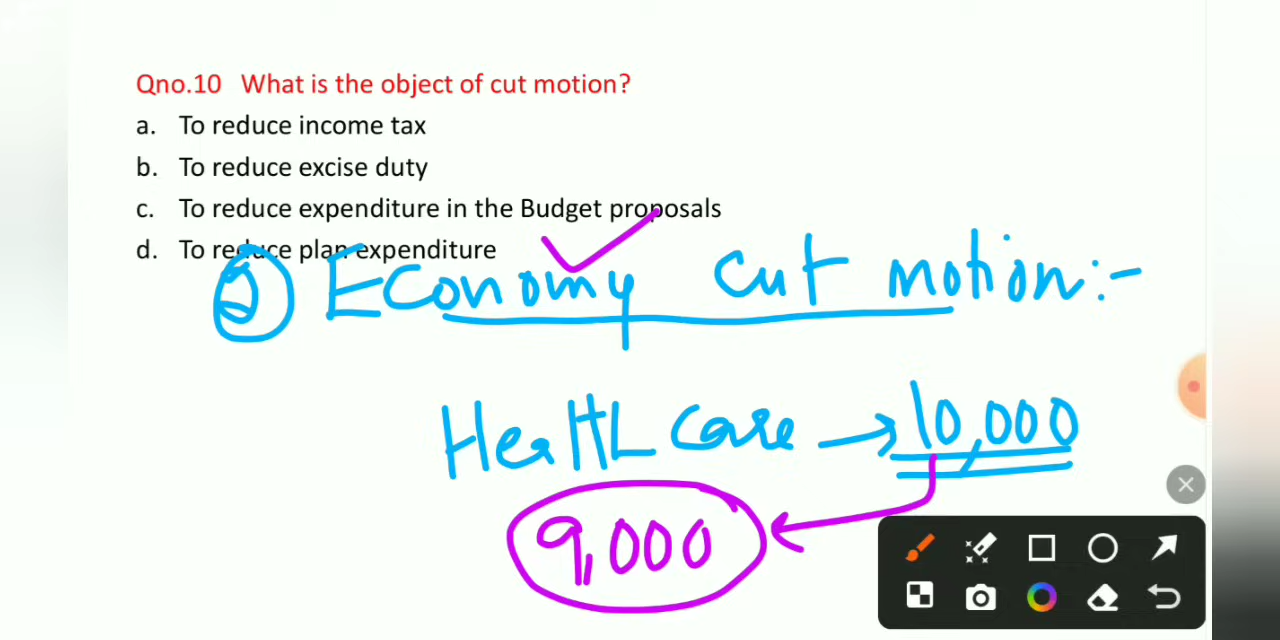 Qno.10 What is the object of cut motion?
a. To reduce income tax
b. To reduce excise duty
c. To reduce expenditure in the Budget proposals
d. To reduce plan expenditure
2) Economy cut motion:-
HealtL care → 10,000
9,000